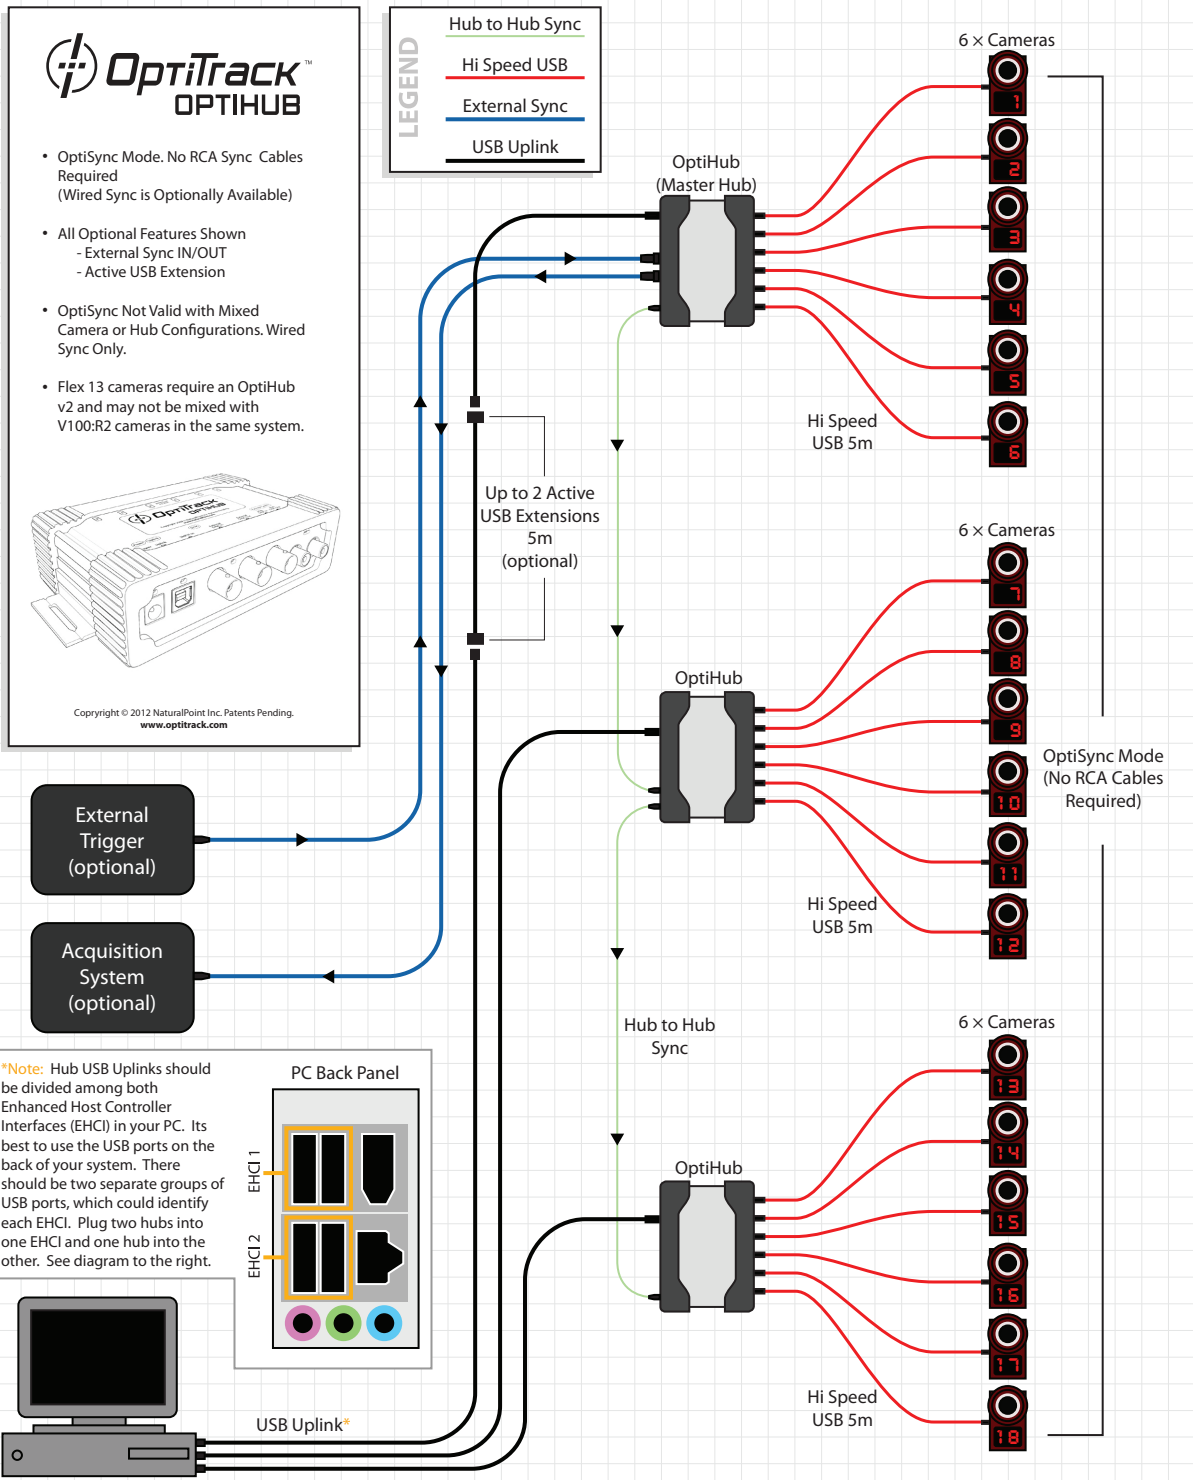 OptiTrack™
OPTIHUB
• OptiSync Mode. No RCA Sync Cables
Required
(Wired Sync is Optionally Available)
• All Optional Features Shown
- External Sync IN/OUT
- Active USB Extension
• OptiSync Not Valid with Mixed
Camera or Hub Configurations. Wired
Sync Only.
• Flex 13 cameras require an OptiHub
v2 and may not be mixed with
V100:R2 cameras in the same system.
OptiTrack
OPTIHUB
Copyright © 2012 NaturalPoint Inc. Patents Pending.
www.optitrack.com
LEGEND
Hub to Hub Sync
Hi Speed USB
External Sync
USB Uplink
OptiHub
(Master Hub)
6 × Cameras
1
2
3
4
5
6
Hi Speed
USB 5m
Up to 2 Active
USB Extensions
5m
(optional)
6 × Cameras
7
8
9
10
11
12
OptiHub
Hi Speed
USB 5m
OptiSync Mode
(No RCA Cables
Required)
External
Trigger
(optional)
Acquisition
System
(optional)
Hub to Hub
Sync
6 × Cameras
13
14
15
16
17
18
OptiHub
Hi Speed
USB 5m
*Note: Hub USB Uplinks should
be divided among both
Enhanced Host Controller
Interfaces (EHCI) in your PC. Its
best to use the USB ports on the
back of your system. There
should be two separate groups of
USB ports, which could identify
each EHCI. Plug two hubs into
one EHCI and one hub into the
other. See diagram to the right.
PC Back Panel
EHCI 1
EHCI 2
USB Uplink*